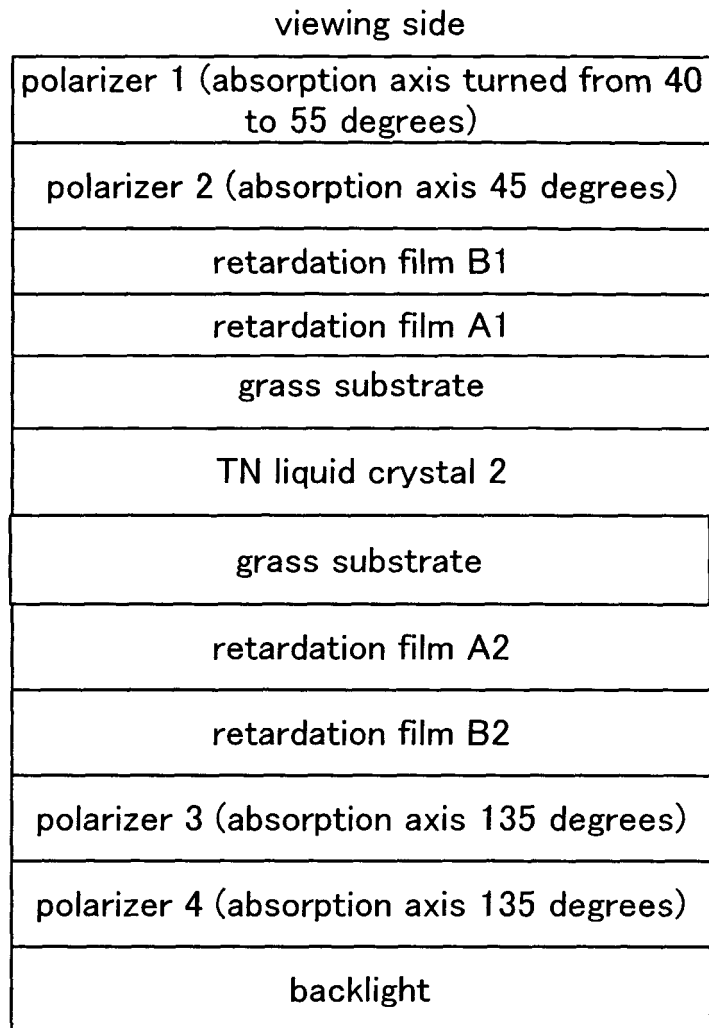 viewing side
polarizer 1 (absorption axis turned from 40
to 55 degrees)
polarizer 2 (absorption axis 45 degrees)
retardation film B1
retardation film A1
grass substrate
TN liquid crystal 2
grass substrate
retardation film A2
retardation film B2
polarizer 3 (absorption axis 135 degrees)
polarizer 4 (absorption axis 135 degrees)
backlight